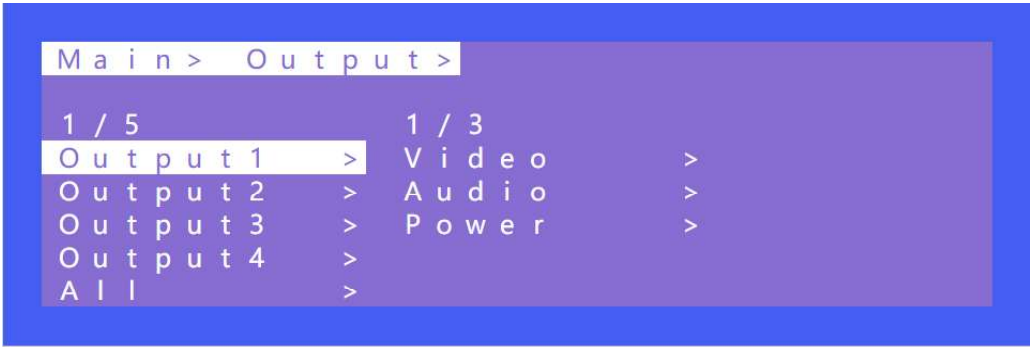 Main> Output>
1/5 1/3
Output1 > Video >
Output2 > Audio >
Output3 > Power >
Output4 >
All >